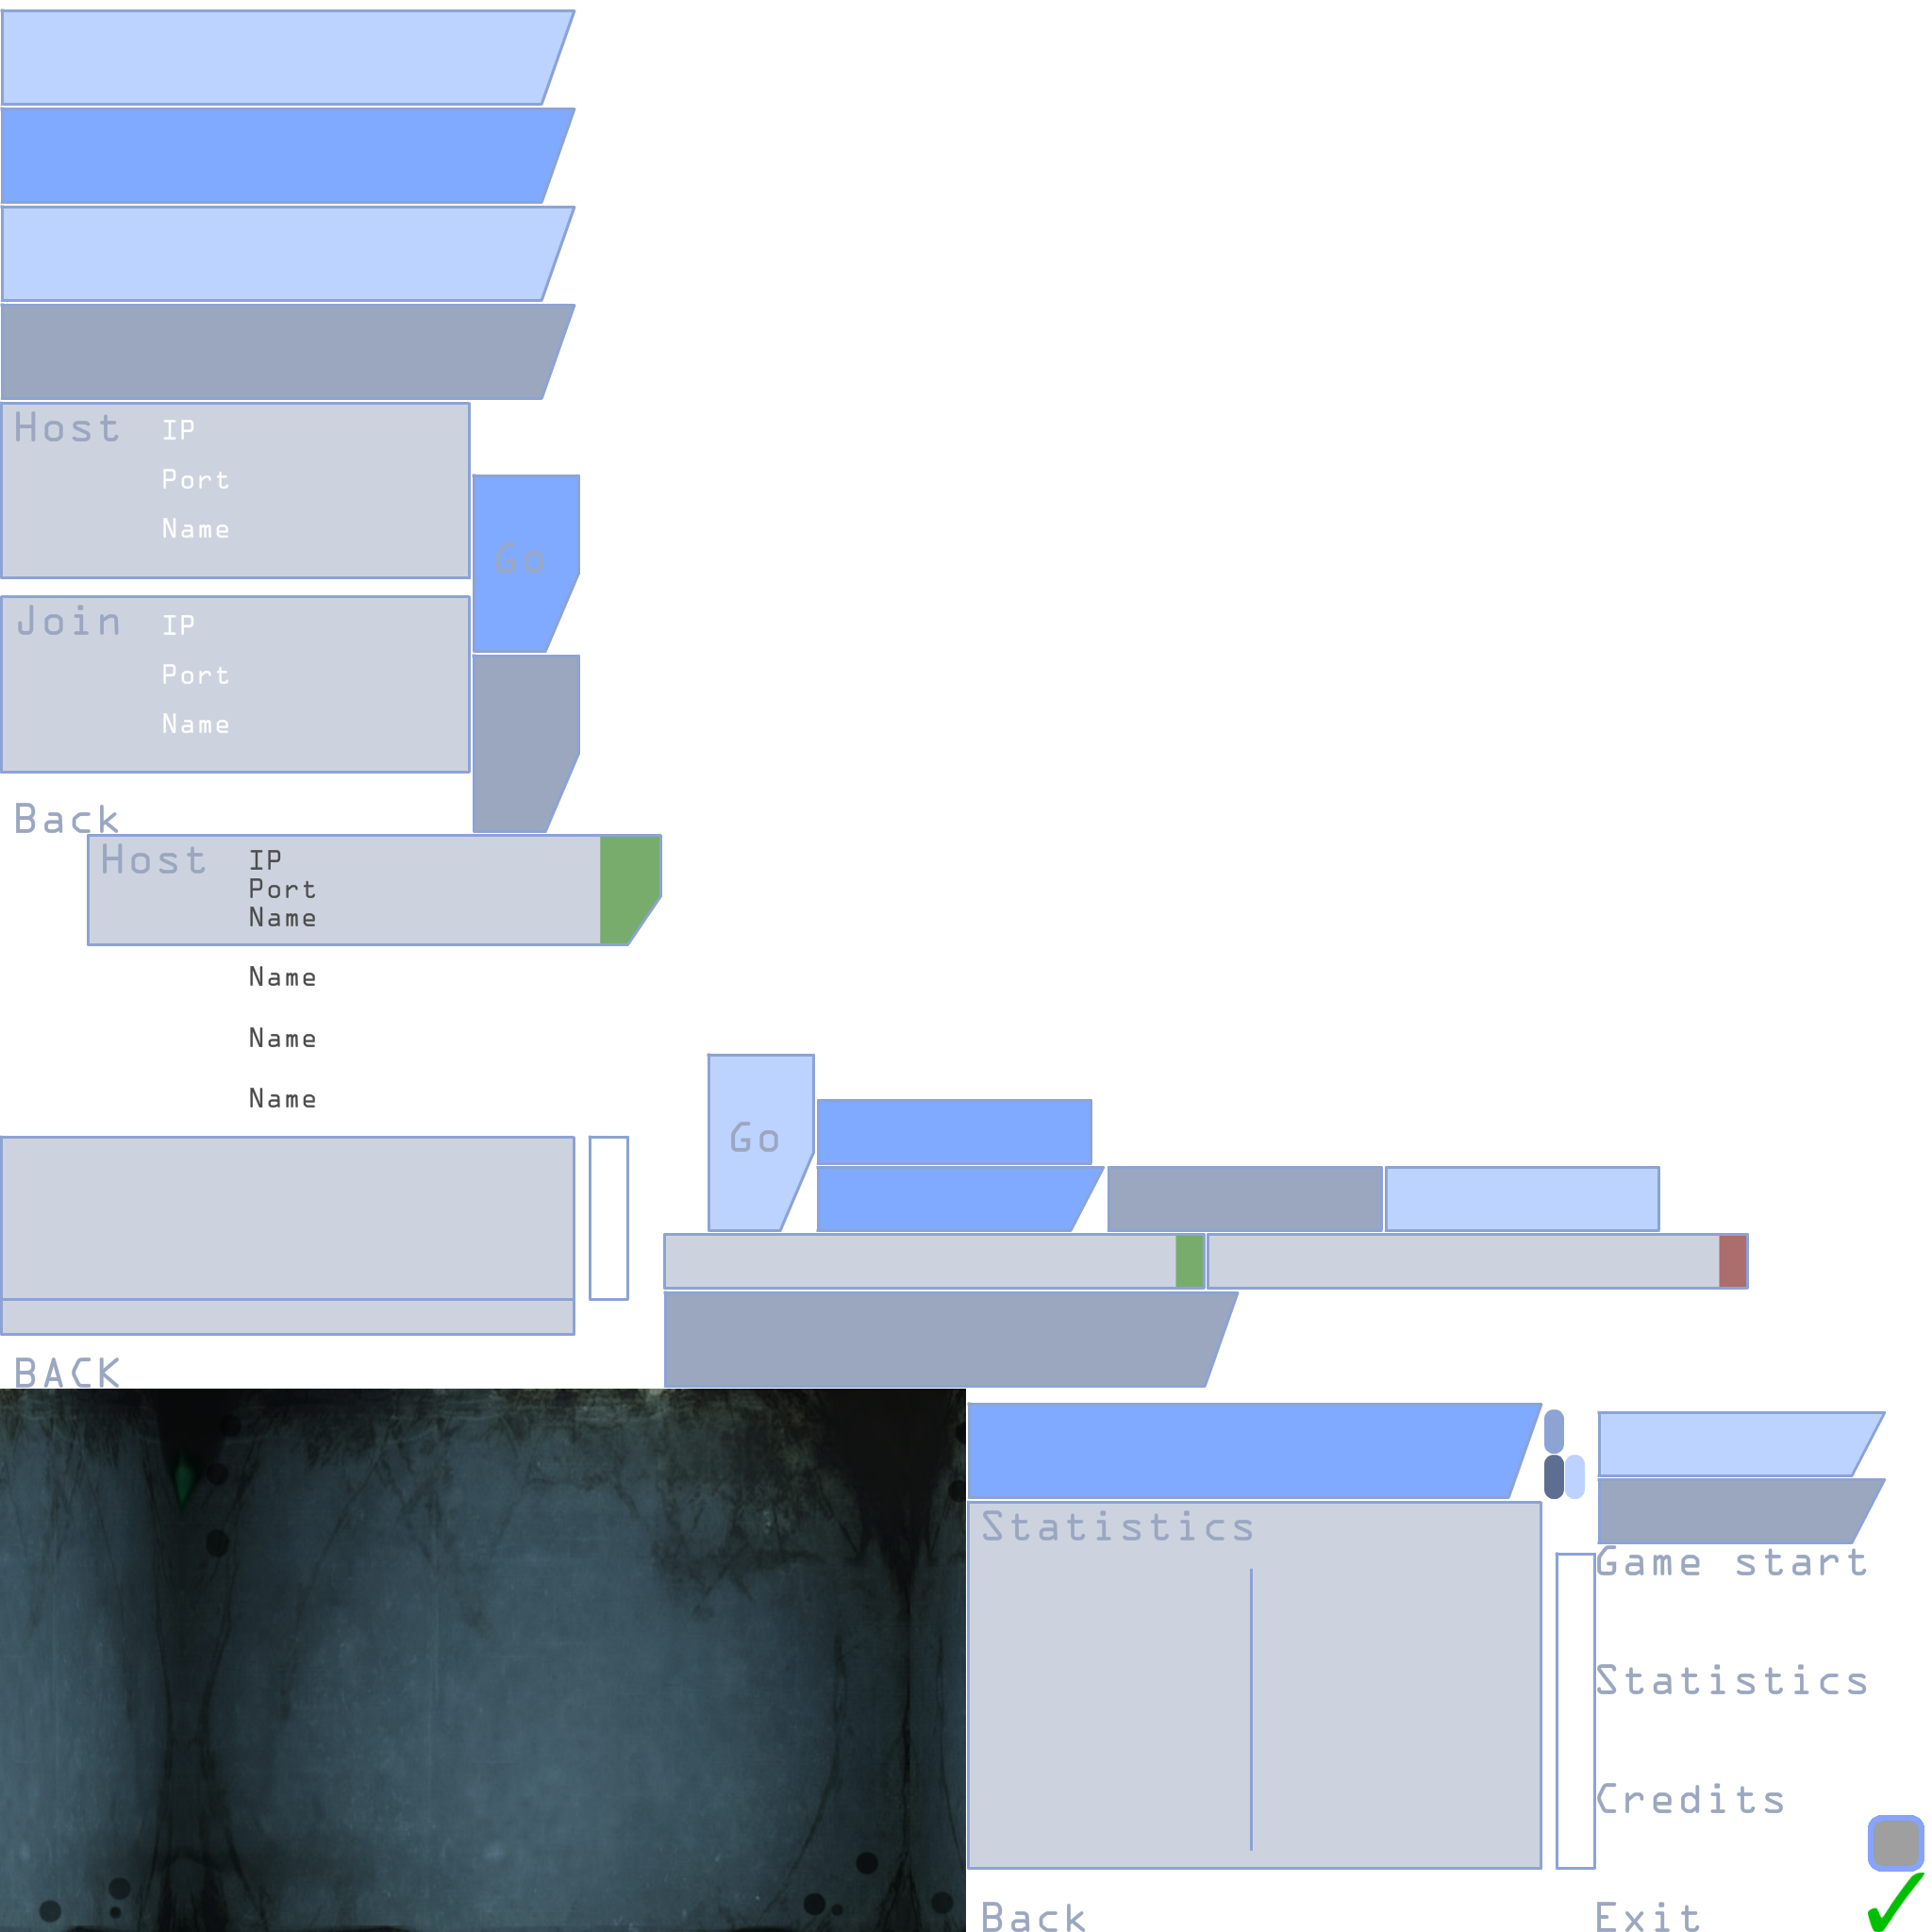 Host
IP
Port
Name
Go
Join
IP
Port
Name
Back
Host
IP
Port
Name
Name
Name
Name
Go
BACK
Statistics
Game start
Statistics
Credits
Back
Exit